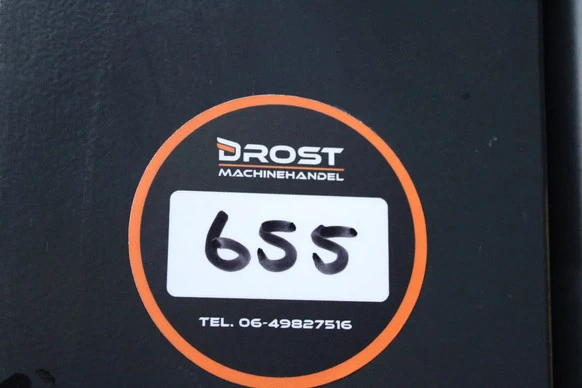 DROST
MACHINEHANDEL
655
TEL. 06-49827516